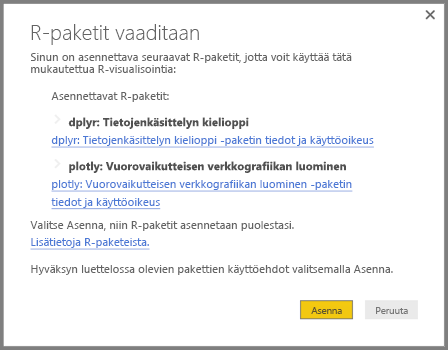 R-paketit vaaditaan
Sinun on asennettava seuraavat R-paketit, jotta voit käyttää tätä
mukautettua R-visualisointia:
Asennettavat R-paketit:
dplyr: Tietojenkäsittelyn kielioppi
dplyr: Tietojenkäsittelyn kielioppi -paketin tiedot ja käyttöoikeus
plotly: Vuorovaikutteisen verkkografiikan luominen
plotly: Vuorovaikutteisen verkkografiikan luominen -paketin
tiedot ja käyttöoikeus
Valitse Asenna, niin R-paketit asennetaan puolestasi.
Lisätietoja R-paketeista.
Hyväksyn luettelossa olevien pakettien käyttöehdot valitsemalla Asenna.
Asenna Peruuta